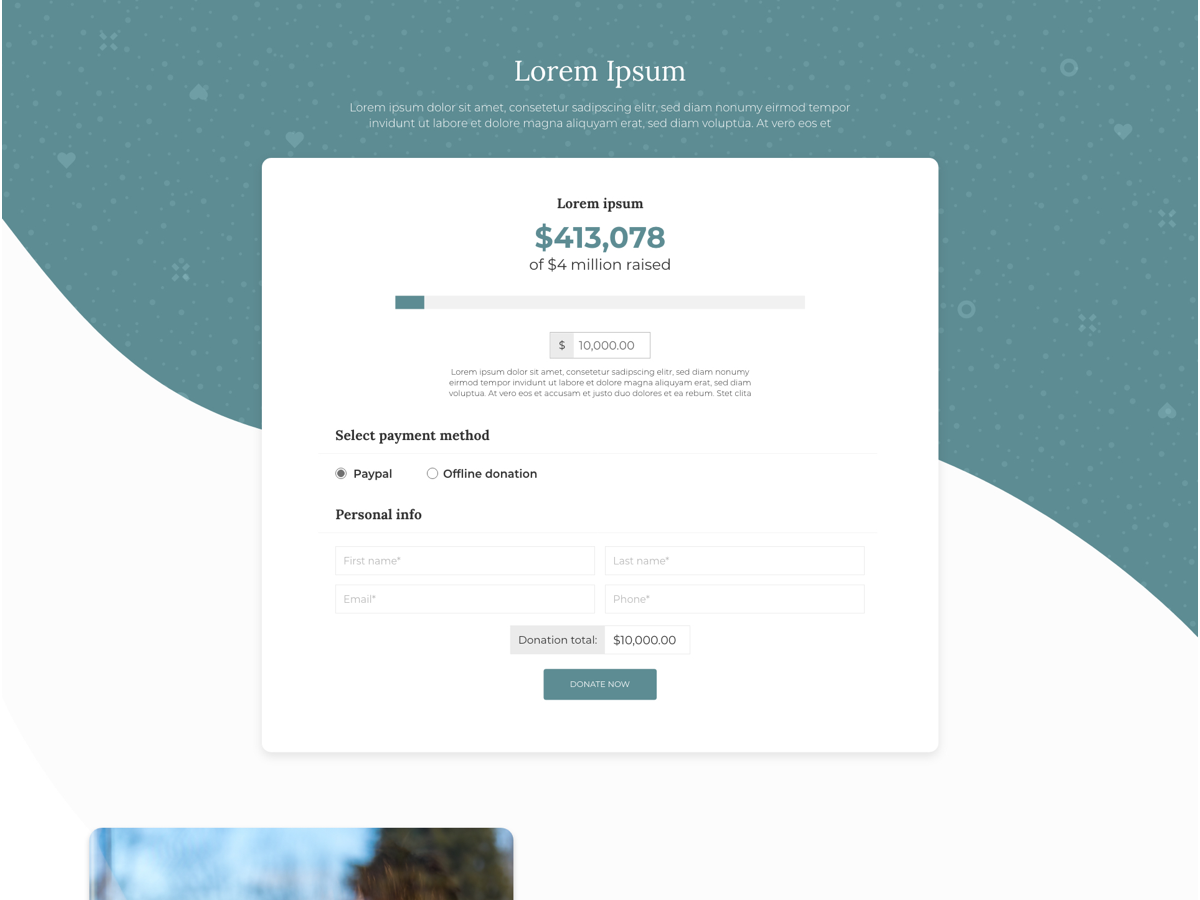 Lorem Ipsum
Lorem ipsum dolor sit amet, consetetur sadipscing elitr, sed diam nonumy eirmod tempor
invidunt ut labore et dolore magna aliquyam erat, sed diam voluptua. At vero eos et
Lorem ipsum
$413,078
of $4 million raised
$ 10,000.00
Lorem ipsum dolor sit amet, consetetur sadipscing elitr, sed diam nonumy
eirmod tempor invidunt ut labore et dolore magna aliquyam erat, sed diam
voluptua. At vero eos et accusam et justo duo dolores et ea rebum. Stet clita
Select payment method
Paypal Offline donation
Personal info
First name* Last name*
Email* Phone*
Donation total: $10,000.00
DONATE NOW